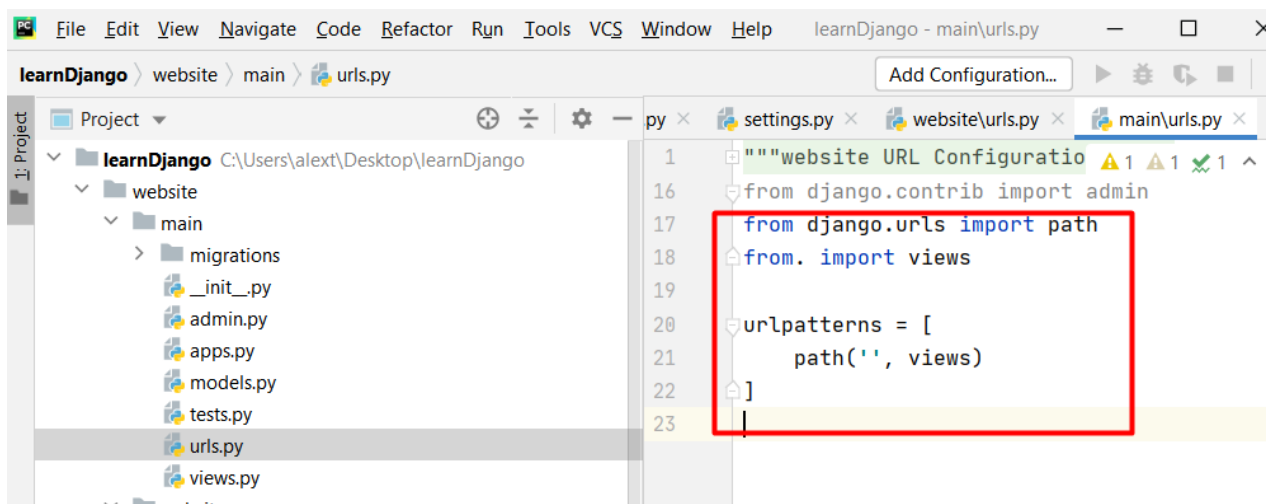 PC File Edit View Navigate Code Refactor Run Tools VCS Window Help learnDjango - main\urls.py
learnDjango website main urls.py Add Configuration...
1: Project
Project .py settings.py website\urls.py main\urls.py
learnDjango C:\Users\alext\Desktop\learnDjango
website
main
migrations
__init__.py
admin.py
apps.py
models.py
tests.py
urls.py
views.py
1 """website URL Configuratio 1 1 1
16 from django.contrib import admin
17 from django.urls import path
18 from. import views
19
20 urlpatterns = [
21 path('', views)
22 ]
23